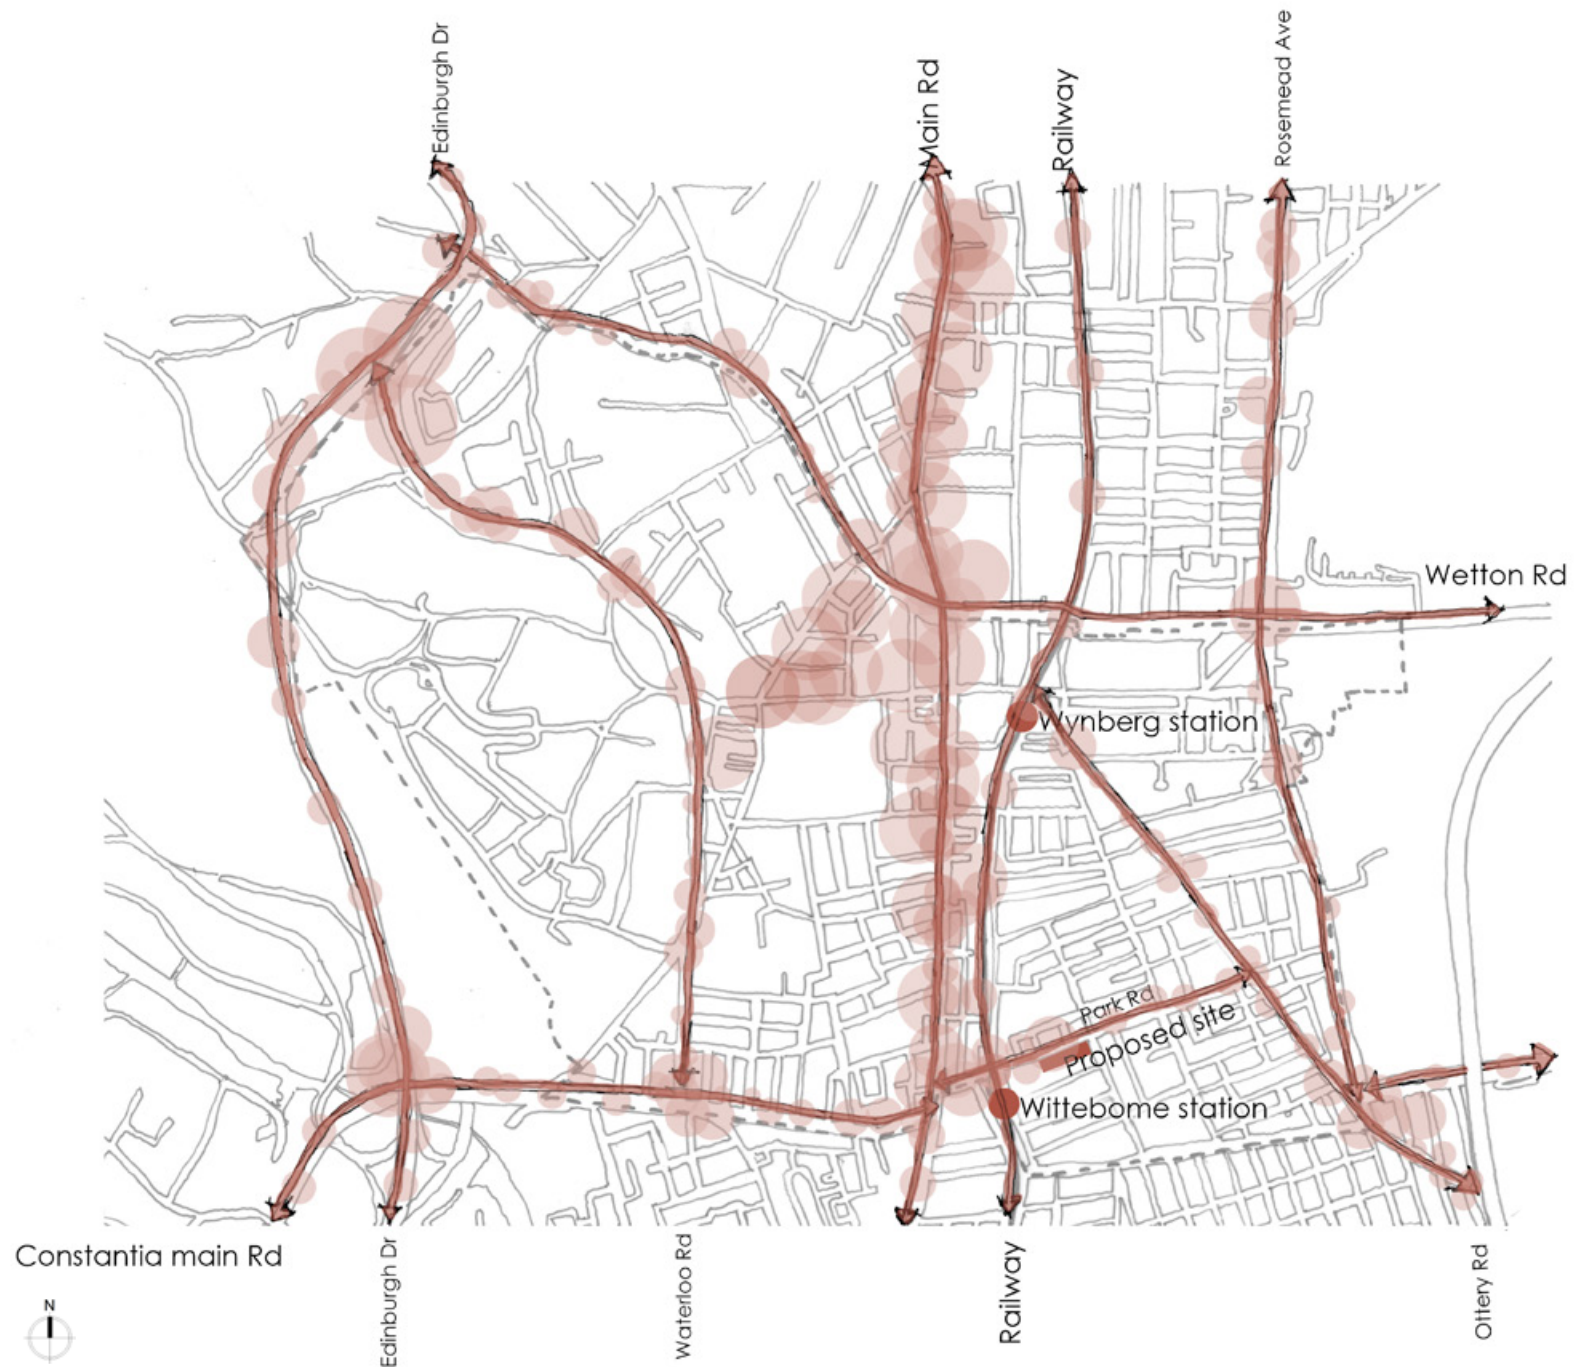 Edinburgh Dr
Main Rd
Railway
Rosemead Ave
Wetton Rd
Wynberg station
Park Rd
Proposed site
Wittebome station
Constantia main Rd
Edinburgh Dr
Waterloo Rd
Railway
Ottery Rd
N